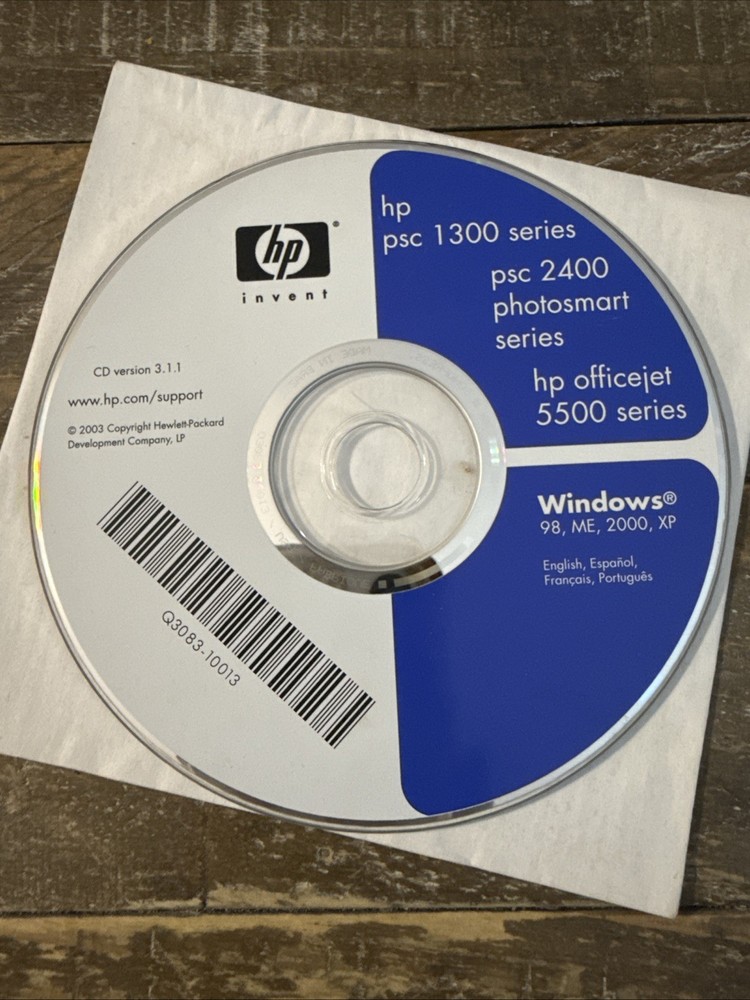 hp
invent
CD version 3.1.1
www.hp.com/support
© 2003 Copyright Hewlett-Packard
Development Company, LP
Q3083-10013
hp
psc 1300 series
psc 2400
photosmart
series
hp officejet
5500 series
Windows®
98, ME, 2000, XP
English, Español,
Français, Português